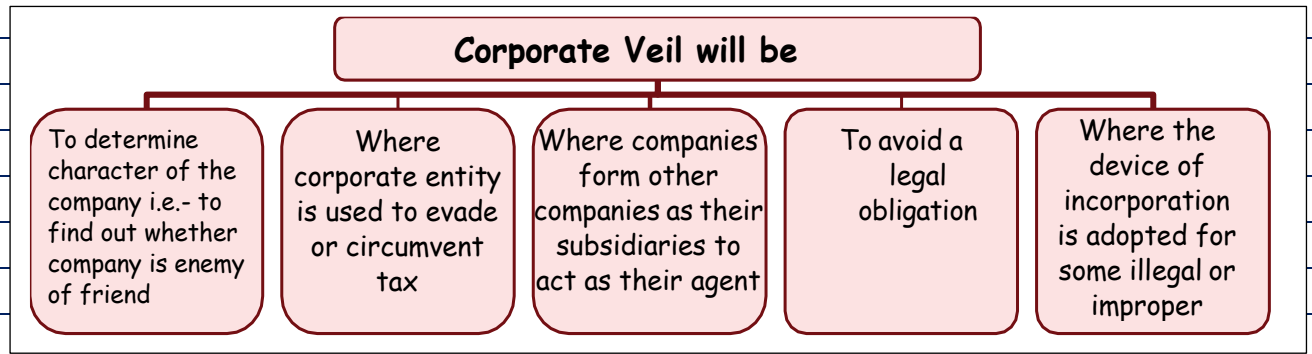 Corporate Veil will be
To determine
character of the
company i.e.- to
find out whether
company is enemy
of friend
Where
corporate entity
is used to evade
or circumvent
tax
Where companies
form other
companies as their
subsidiaries to
act as their agent
To avoid a
legal
obligation
Where the
device of
incorporation
is adopted for
some illegal or
improper